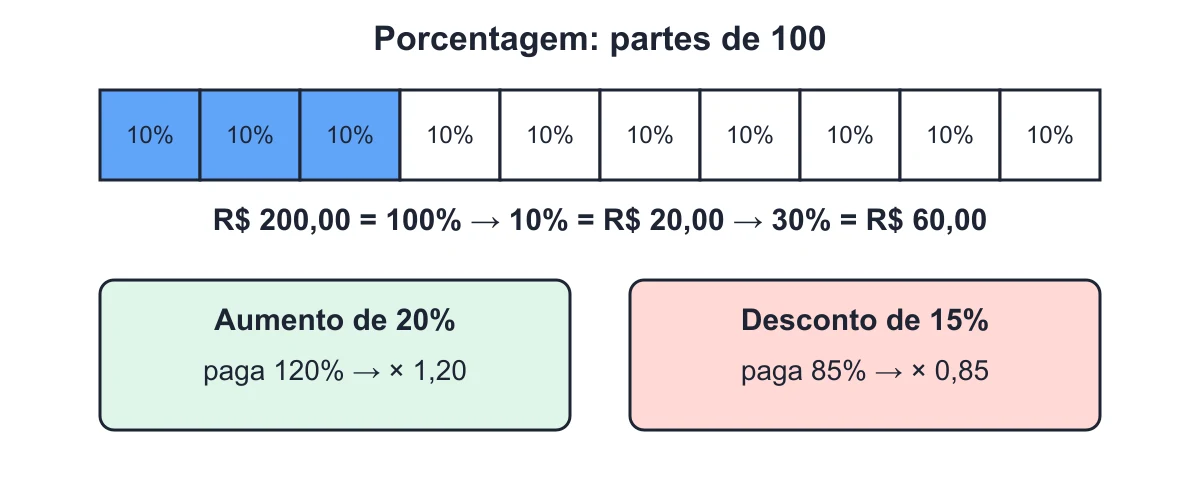 Porcentagem: partes de 100
10% 10% 10% 10% 10% 10% 10% 10% 10% 10%
R$ 200,00 = 100% → 10% = R$ 20,00 → 30% = R$ 60,00
Aumento de 20%
paga 120% → × 1,20
Desconto de 15%
paga 85% → × 0,85